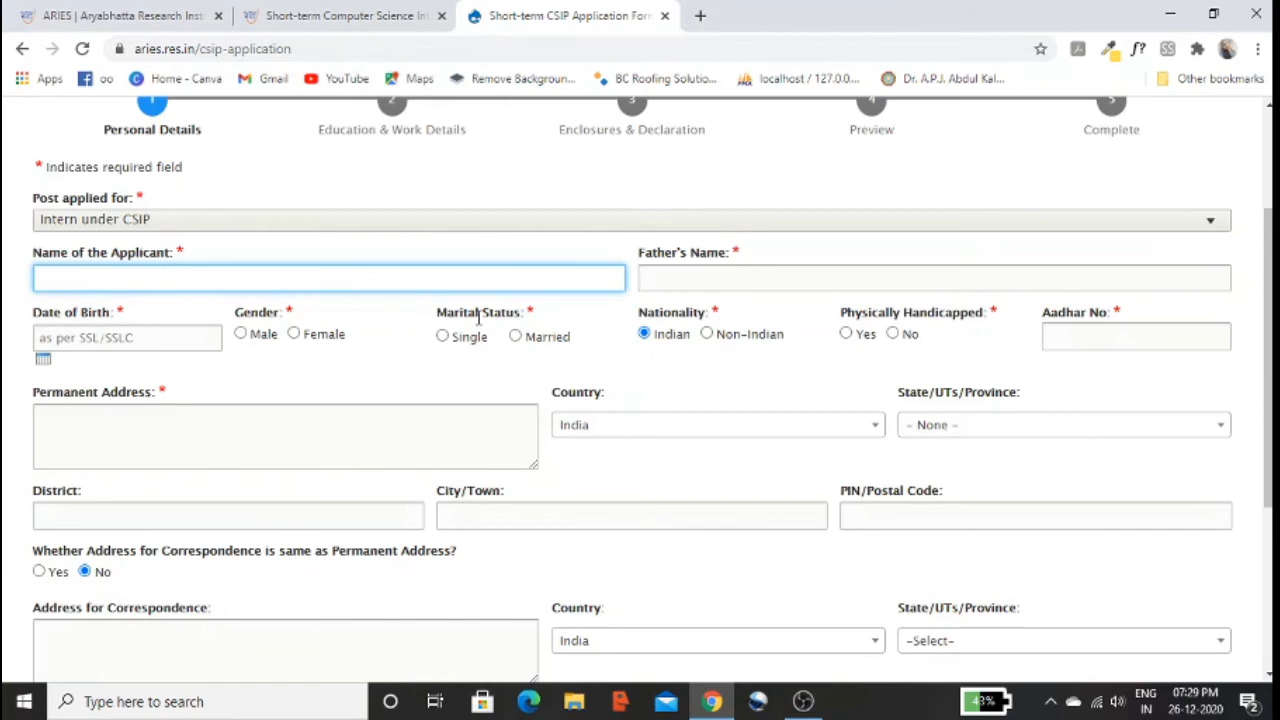 ARIES | Aryabhatta Research Inst
Short-term Computer Science Int
Short-term CSIP Application Form
aries.res.in/csip-application
f?
Apps
oo
Home - Canva
Gmail
YouTube
Maps
Remove Backgroun...
BC Roofing Solutio...
localhost / 127.0.0...
Dr. A.P.J. Abdul Kal...
Other bookmarks
1 2 3 4 5
Personal Details Education & Work Details Enclosures & Declaration Preview Complete
* Indicates required field
Post applied for: *
Intern under CSIP
Name of the Applicant: * Father's Name: *
Date of Birth: * Gender: * Marital Status: * Nationality: * Physically Handicapped: * Aadhar No: *
as per SSL/SSLC Male Female Single Married Indian Non-Indian Yes No
Permanent Address: * Country: State/UTs/Province:
India - None -
District: City/Town: PIN/Postal Code:
Whether Address for Correspondence is same as Permanent Address?
Yes No
Address for Correspondence: Country: State/UTs/Province:
India -Select-
Type here to search
43%
ENG
IN
07:29 PM
26-12-2020
2